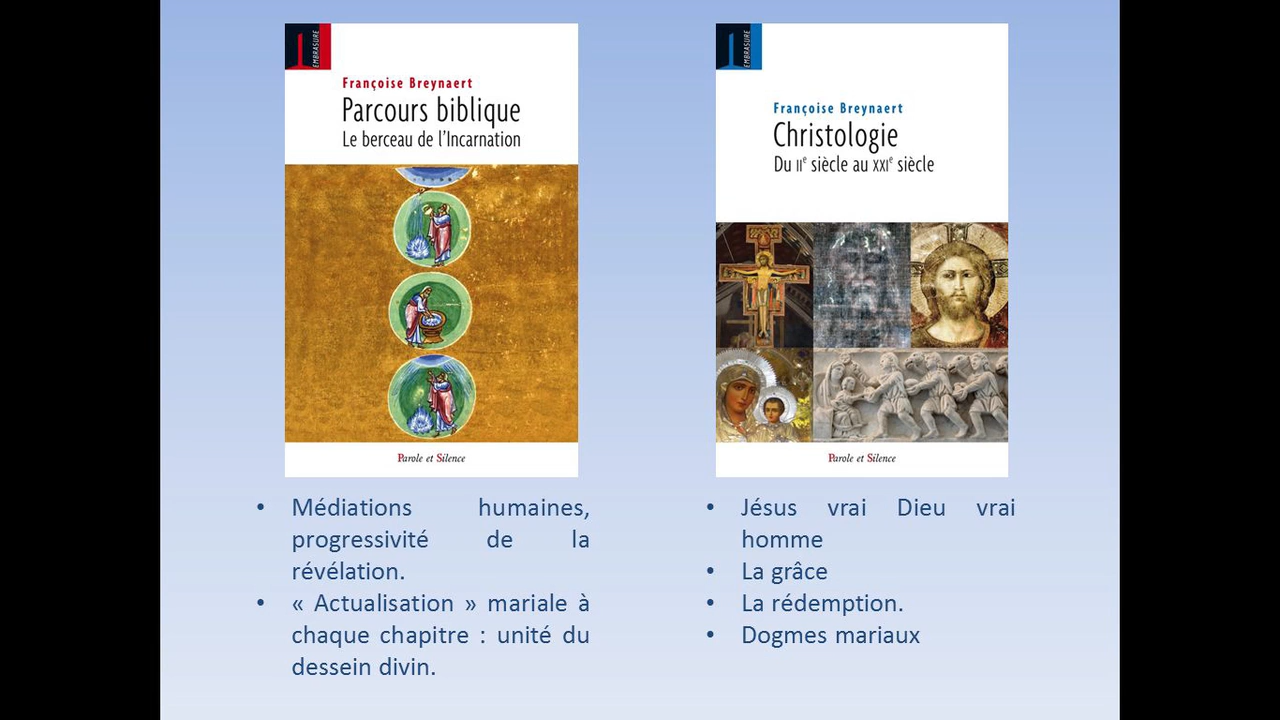 EMBRASURE
Françoise Breynaert
Parcours biblique
Le berceau de l'Incarnation
Parole et Silence
• Médiations humaines,
progressivité de la
révélation.
• « Actualisation » mariale à
chaque chapitre : unité du
dessein divin.
EMBRASURE
Françoise Breynaert
Christologie
Du IIe siècle au XXIe siècle
Parole et Silence
• Jésus vrai Dieu vrai
homme
• La grâce
• La rédemption.
• Dogmes mariaux